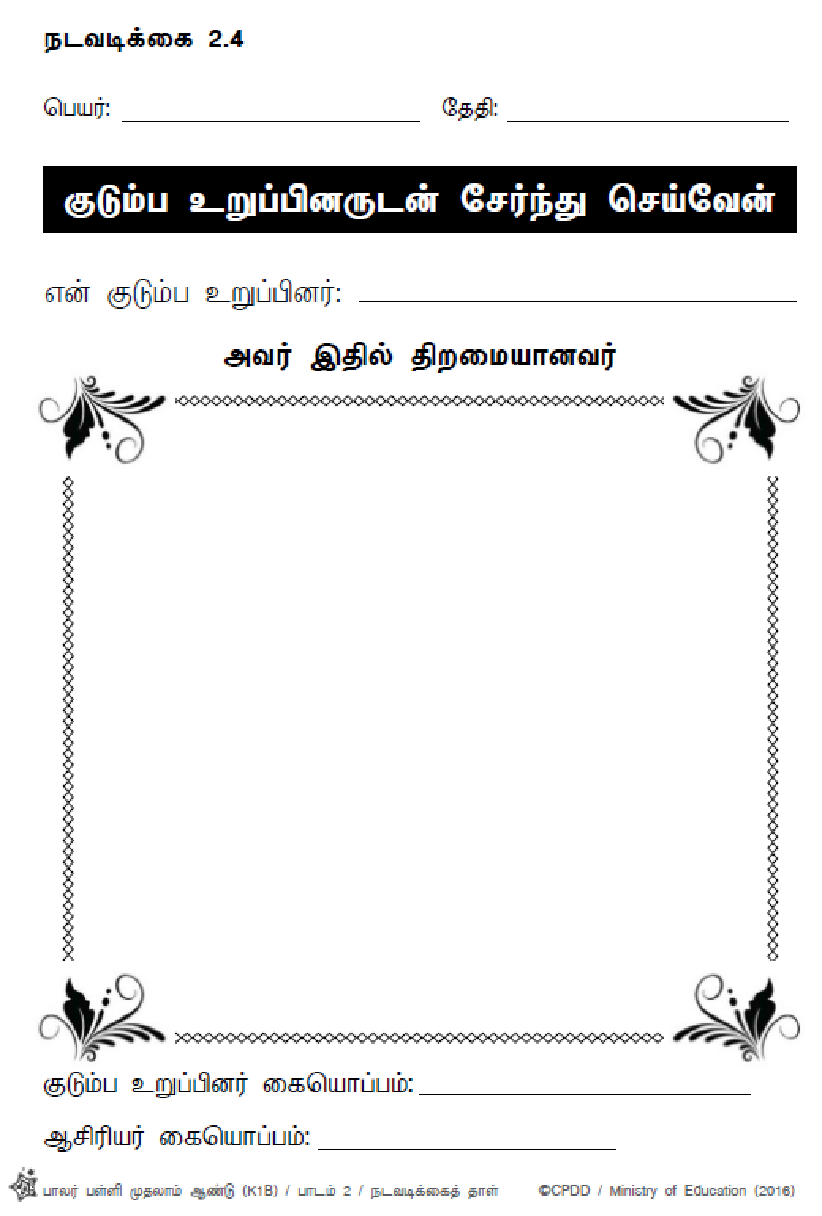 நடவடிக்கை 2.4
பெயர்: தேதி:
குடும்ப உறுப்பினருடன் சேர்ந்து செய்வேன்
என் குடும்ப உறுப்பினர்:
அவர் இதில் திறமையானவர்
குடும்ப உறுப்பினர் கையொப்பம்:
ஆசிரியர் கையொப்பம்:
பாலர் பள்ளி முதலாம் ஆண்டு (K1B) / பாடம் 2 / நடவடிக்கைத் தாள் ©CPDD / Ministry of Education (2016)